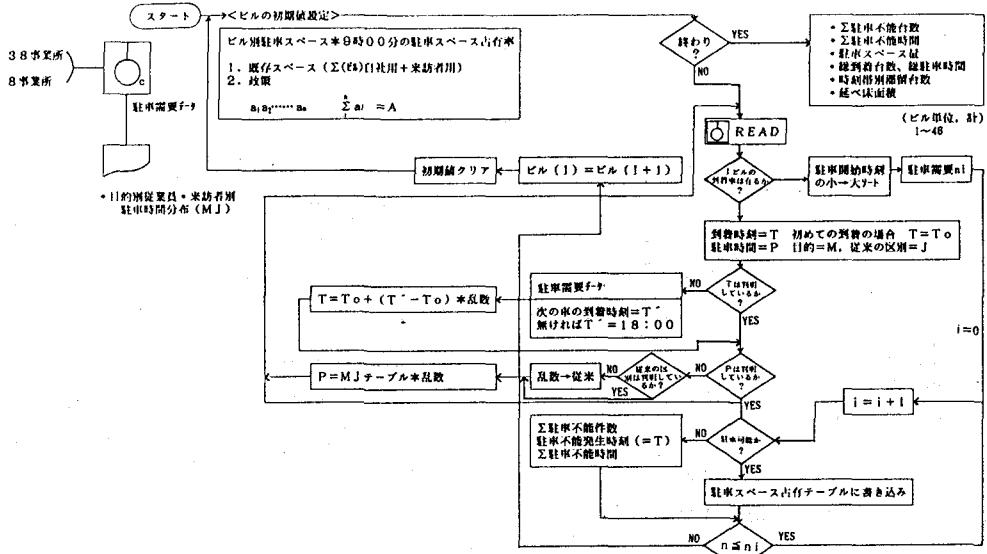 スタート
<ビルの初期値設定>
ビル別駐車スペース*9時00分の駐車スペース占有率
1. 既存スペース (Σ(ビル)自社用+来訪者用)
2. 政策
終わり
?
YES
NO
* Σ駐車不能台数
* Σ駐車不能時間
* 駐車スペース量
* 総到着台数、総駐車時間
* 時刻帯別滞留台数
* 延べ床面積
(ビル単位, 計)
1~46
38事業所
8事業所
c
駐車需要データ
*目的別従業員・来訪者別
駐車時間分布(MJ)
READ
初期値クリア
ビル(I)=ビル(I+1)
Iビルの
到着車は有るか
?
駐車開始時刻
の小→大ソート
駐車需要ni
到着時刻=T 初めての到着の場合 T=To
駐車時間=P 目的=M, 従来の区別=J
Tは判明
しているか
?
NO
YES
駐車需要データ
次の車の到着時刻=T´
無ければT´=18:00
T=To+(T´-To)*乱数
i=0
Pは判明
しているか
?
NO
YES
従来の区
別は判明してい
るか?
NO
YES
乱数→従来
P=MJテーブル*乱数
i=i+1
駐車可能か
?
NO
YES
Σ駐車不能件数
駐車不能発生時刻(=T)
Σ駐車不能時間
駐車スペース占有テーブルに書き込み
n≦ni
NO
YES